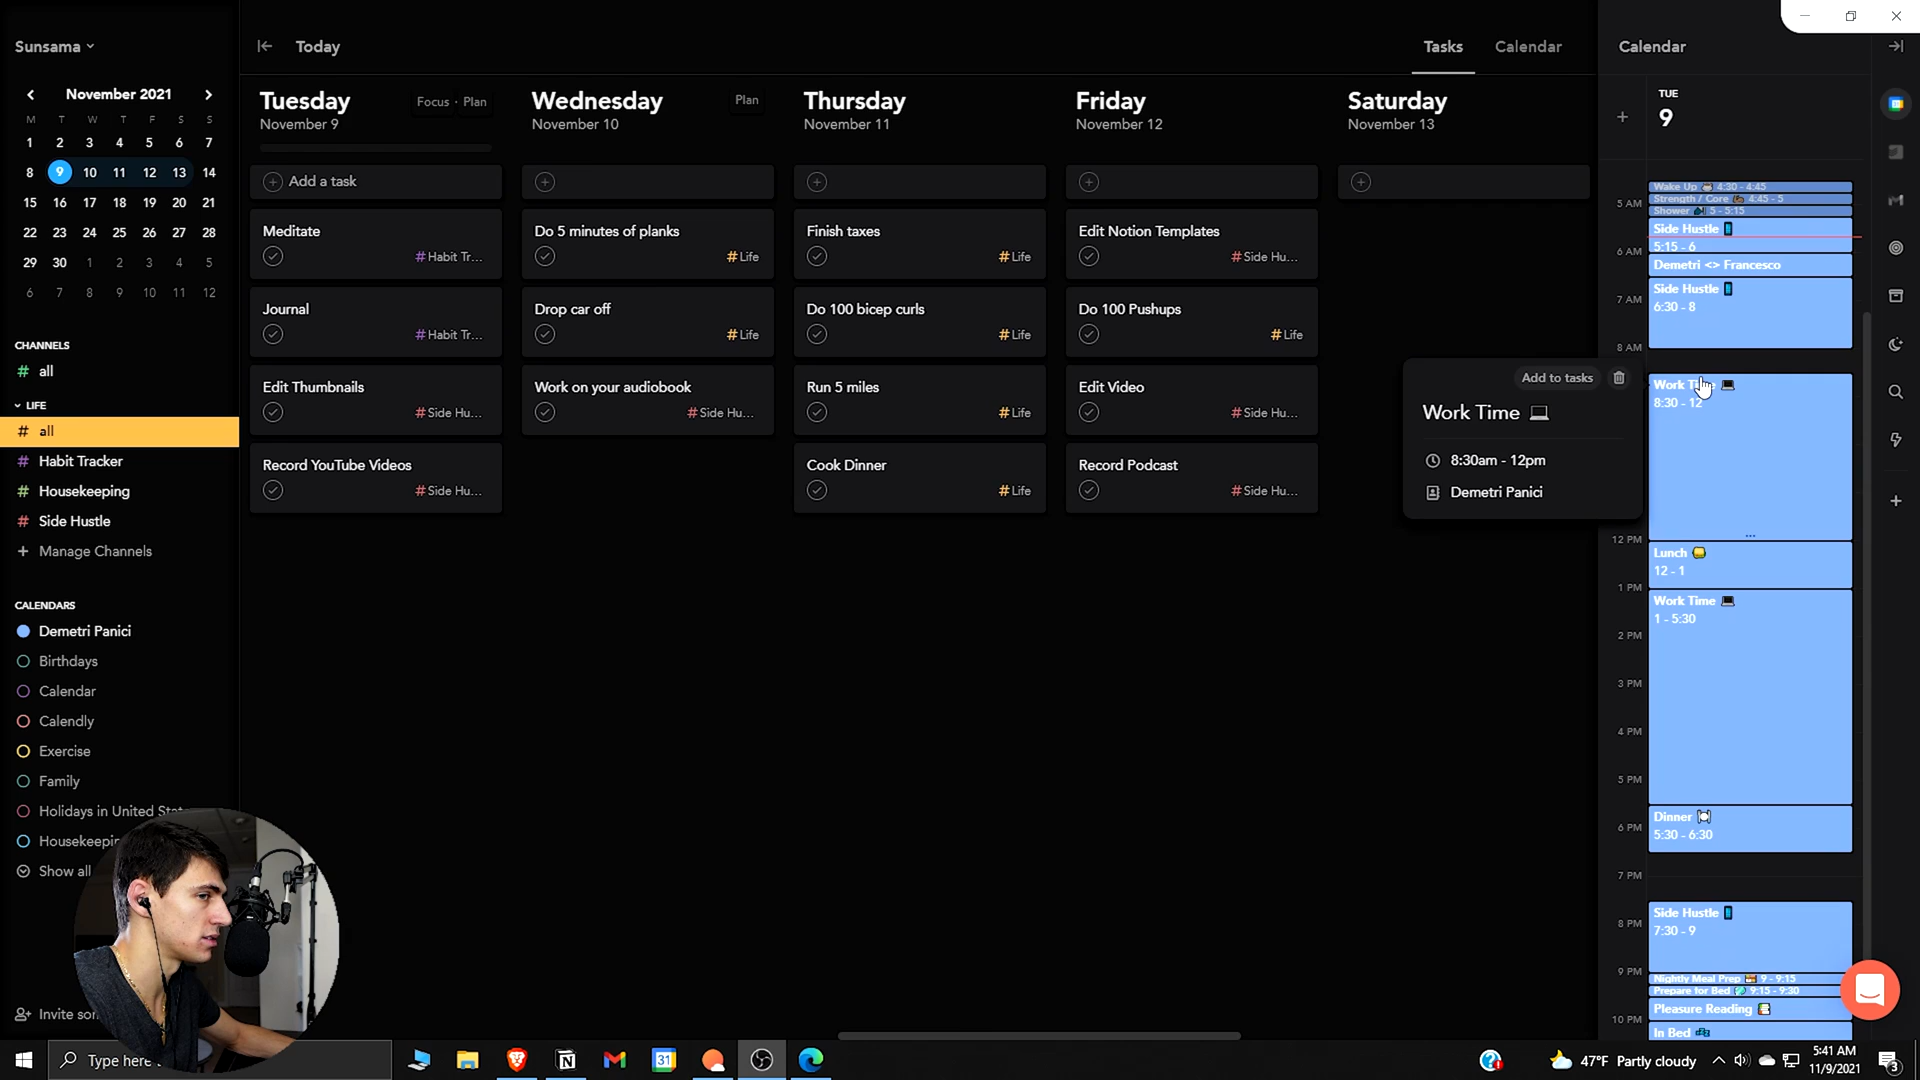 Sunsama
November 2021
M T W T F S S
1 2 3 4 5 6 7
8 9 10 11 12 13 14
15 16 17 18 19 20 21
22 23 24 25 26 27 28
29 30 1 2 3 4 5
6 7 8 9 10 11 12
CHANNELS
# all
LIFE
# all
# Habit Tracker
# Housekeeping
# Side Hustle
+ Manage Channels
CALENDARS
Demetri Panici
Birthdays
Calendar
Calendly
Exercise
Family
Holidays in United
Show all
Invite
Today
Tasks
Calendar
Tuesday
November 9
Focus · Plan
Add a task
Meditate
#Habit Tr...
Journal
#Habit Tr...
Edit Thumbnails
#Side Hu...
Record YouTube Videos
#Side Hu...
Wednesday
November 10
Plan
Do 5 minutes of planks
#Life
Drop car off
#Life
Work on your audiobook
#Side Hu...
Thursday
November 11
Finish taxes
#Life
Do 100 bicep curls
#Life
Run 5 miles
#Life
Cook Dinner
#Life
Friday
November 12
Edit Notion Templates
#Side Hu...
Do 100 Pushups
#Life
Edit Video
#Side Hu...
Record Podcast
#Side Hu...
Saturday
November 13
Add to tasks
Work Time
8:30am - 12pm
Demetri Panici
Calendar
TUE
9
Wake Up 4:30 - 4:45
Strength / Core 4:45 - 5
5 AM
Shower 5 - 5:15
Side Hustle
5:15 - 6
6 AM
Demetri <> Francesco
Side Hustle
7 AM
6:30 - 8
8 AM
Work
8:30 - 12
12 PM
Lunch
12 - 1
1 PM
Work Time
1 - 5:30
2 PM
3 PM
4 PM
5 PM
Dinner
6 PM
5:30 - 6:30
7 PM
Side Hustle
8 PM
7:30 - 9
9 PM
Nightly Meal Prep 9 - 9:15
Prepare for Bed 9:15 - 9:30
Pleasure Reading
10 PM
In Bed
Type here
31
47°F Partly cloudy
5:41 AM
11/9/2021
3